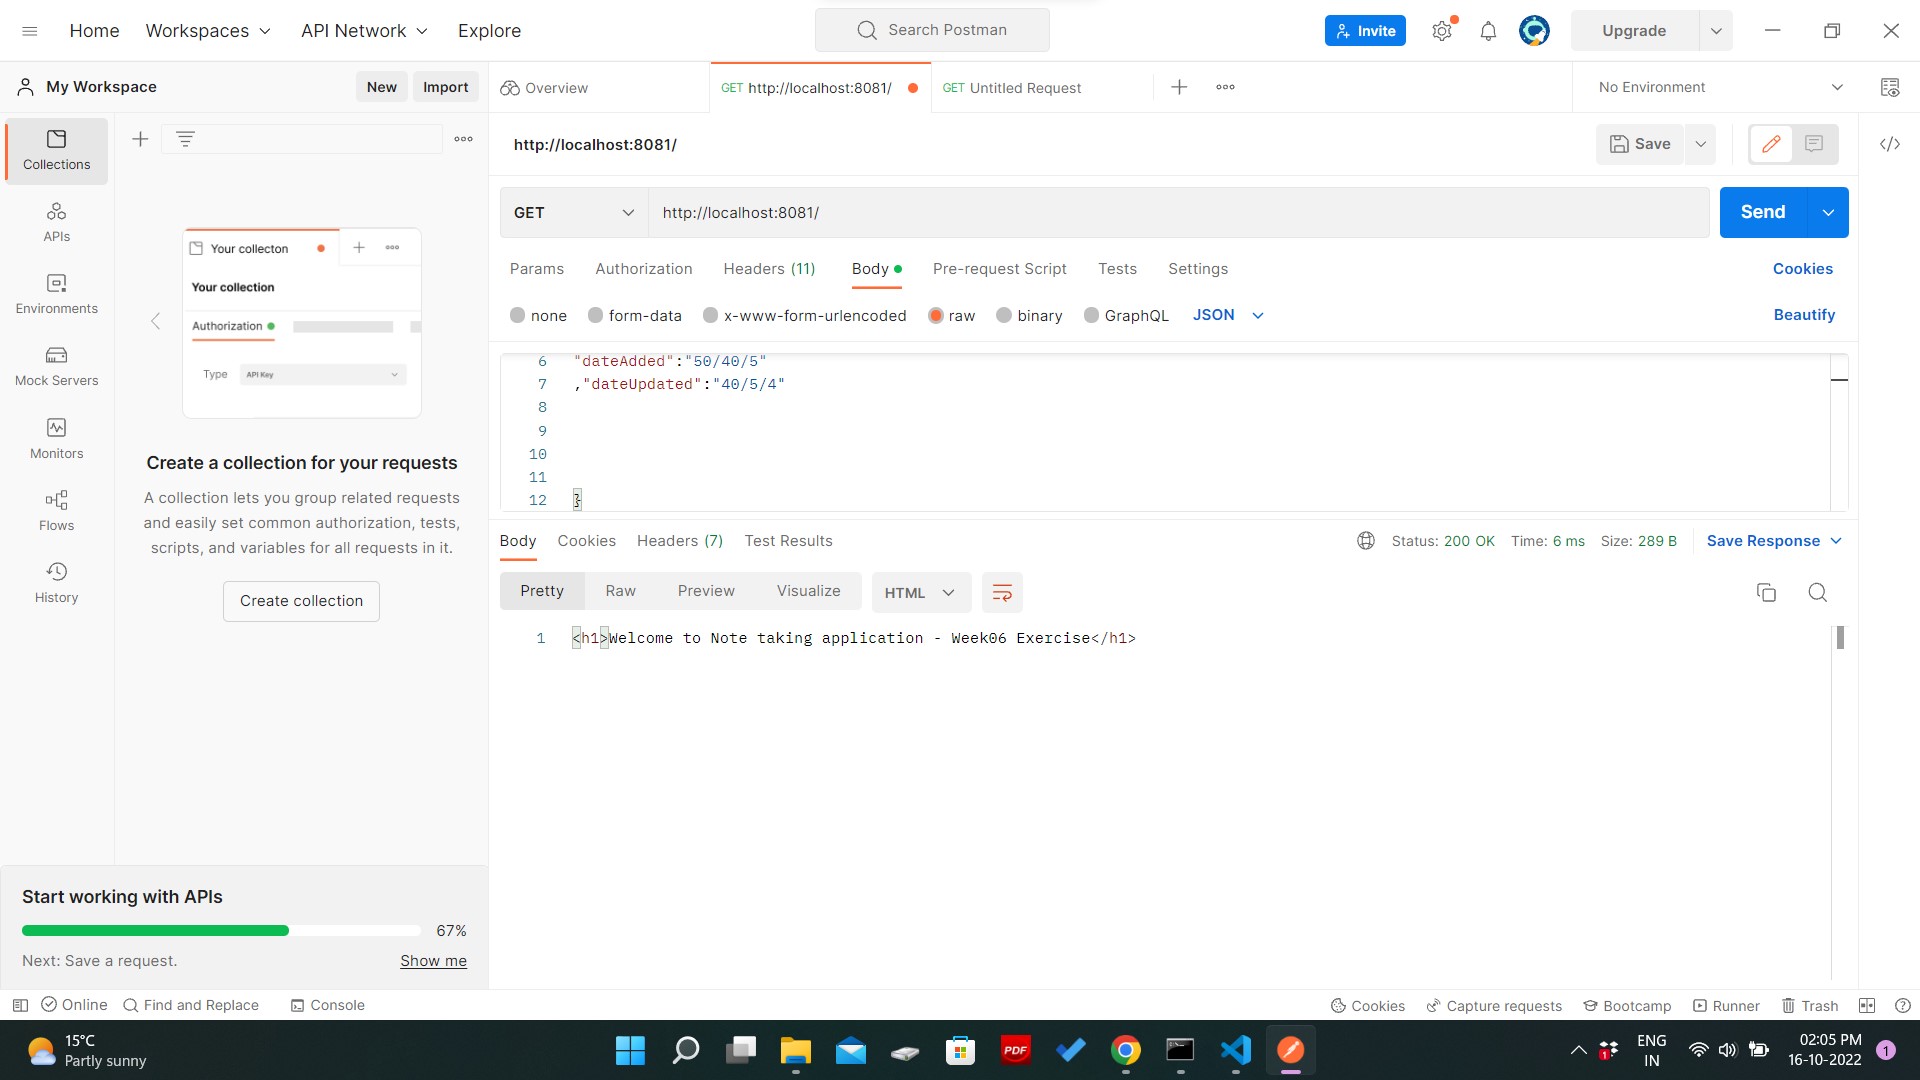 Home Workspaces API Network Explore Search Postman Invite Upgrade
My Workspace New Import Overview GET http://localhost:8081/ GET Untitled Request No Environment
Collections
APIs
Environments
Mock Servers
Monitors
Flows
History
Your collecton
Your collection
Authorization
Type API Key
Create a collection for your requests
A collection lets you group related requests
and easily set common authorization, tests,
scripts, and variables for all requests in it.
Create collection
Start working with APIs
67%
Next: Save a request. Show me
http://localhost:8081/ Save
GET http://localhost:8081/ Send
Params Authorization Headers (11) Body Pre-request Script Tests Settings Cookies
none form-data x-www-form-urlencoded raw binary GraphQL JSON Beautify
6 "dateAdded":"50/40/5"
7 ,"dateUpdated":"40/5/4"
8
9
10
11
12 }
Body Cookies Headers (7) Test Results Status: 200 OK Time: 6 ms Size: 289 B Save Response
Pretty Raw Preview Visualize HTML
1 <h1>Welcome to Note taking application - Week06 Exercise</h1>
Online Find and Replace Console Cookies Capture requests Bootcamp Runner Trash
15°C
Partly sunny
PDF
1
ENG
IN
02:05 PM
16-10-2022
1